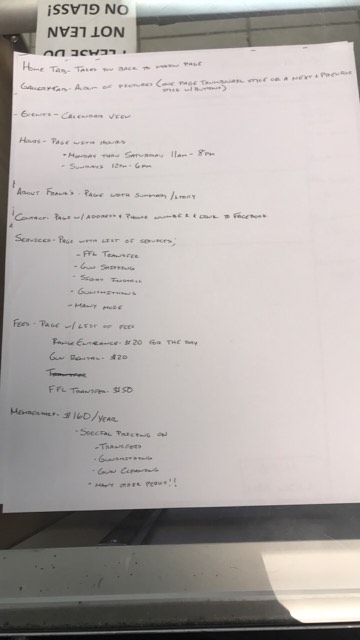 PLEASE DO
NOT LEAN
ON GLASS!
HOME TAB - TAKES YOU BACK TO MAIN PAGE
GALLERY TAB - ALBUM OF PICTURES (ONE PAGE THUMBNAIL STYLE OR A NEXT & PREVIOUS
STYLE W/ BUTTONS)
- EVENTS - CALENDAR VIEW
HOURS - PAGE WITH HOURS
• MONDAY THRU SATURDAY 11AM - 8PM
• SUNDAYS 12PM - 6PM
ABOUT FRANK'S - PAGE WITH SUMMARY/STORY
CONTACT - PAGE W/ ADDRESS & PHONE NUMBER & LINK TO FACEBOOK
SERVICES - PAGE WITH LIST OF SERVICES;
- FFL TRANSFER
- GUN SHIPPING
- SIGHT INSTALL
- GUNSMITHING
- MANY MORE
FEES - PAGE W/ LIST OF FEES
RANGE ENTRANCE - $20 FOR THE DAY
GUN RENTAL - $20
TRANSFER
FFL TRANSFER - $50
MEMBERSHIP - $160/YEAR
- SPECIAL PRICING ON
- TRANSFERS
- GUNSMITHING
- GUN CLEANING
• MANY OTHER PERKS!!